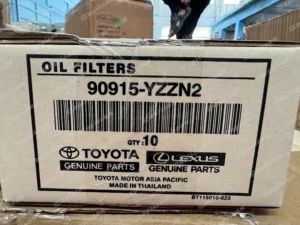 OIL FILTERS
90915-YZZN2
QTY:10
TOYOTA LEXUS
GENUINE PARTS GENUINE PARTS
TOYOTA MOTOR ASIA PACIFIC
MADE IN THAILAND